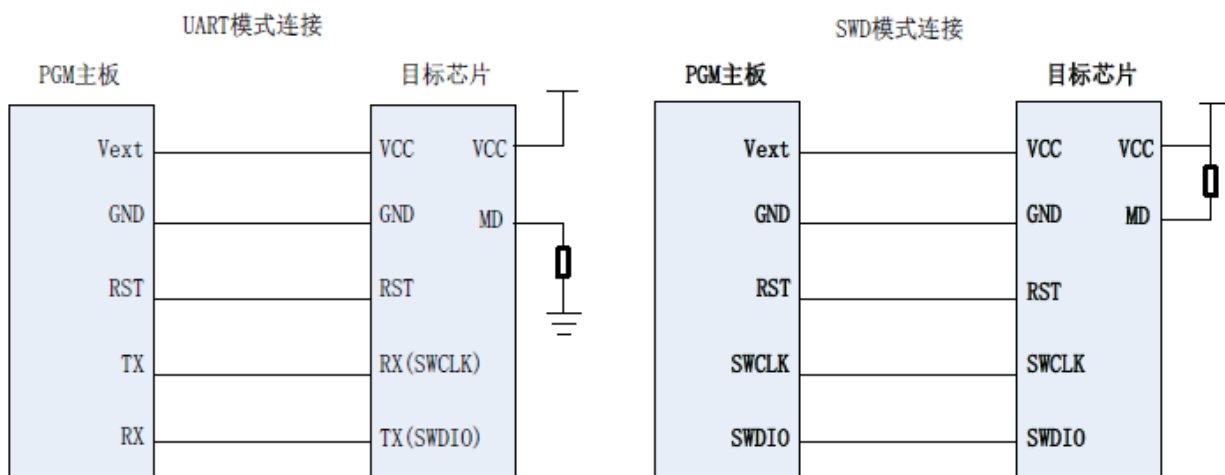 UART模式连接
SWD模式连接
PGM主板
目标芯片
PGM主板
目标芯片
Vext
VCC
VCC
Vext
VCC
VCC
GND
GND
MD
GND
GND
MD
RST
RST
RST
RST
TX
RX(SWCLK)
SWCLK
SWCLK
RX
TX(SWDIO)
SWDIO
SWDIO